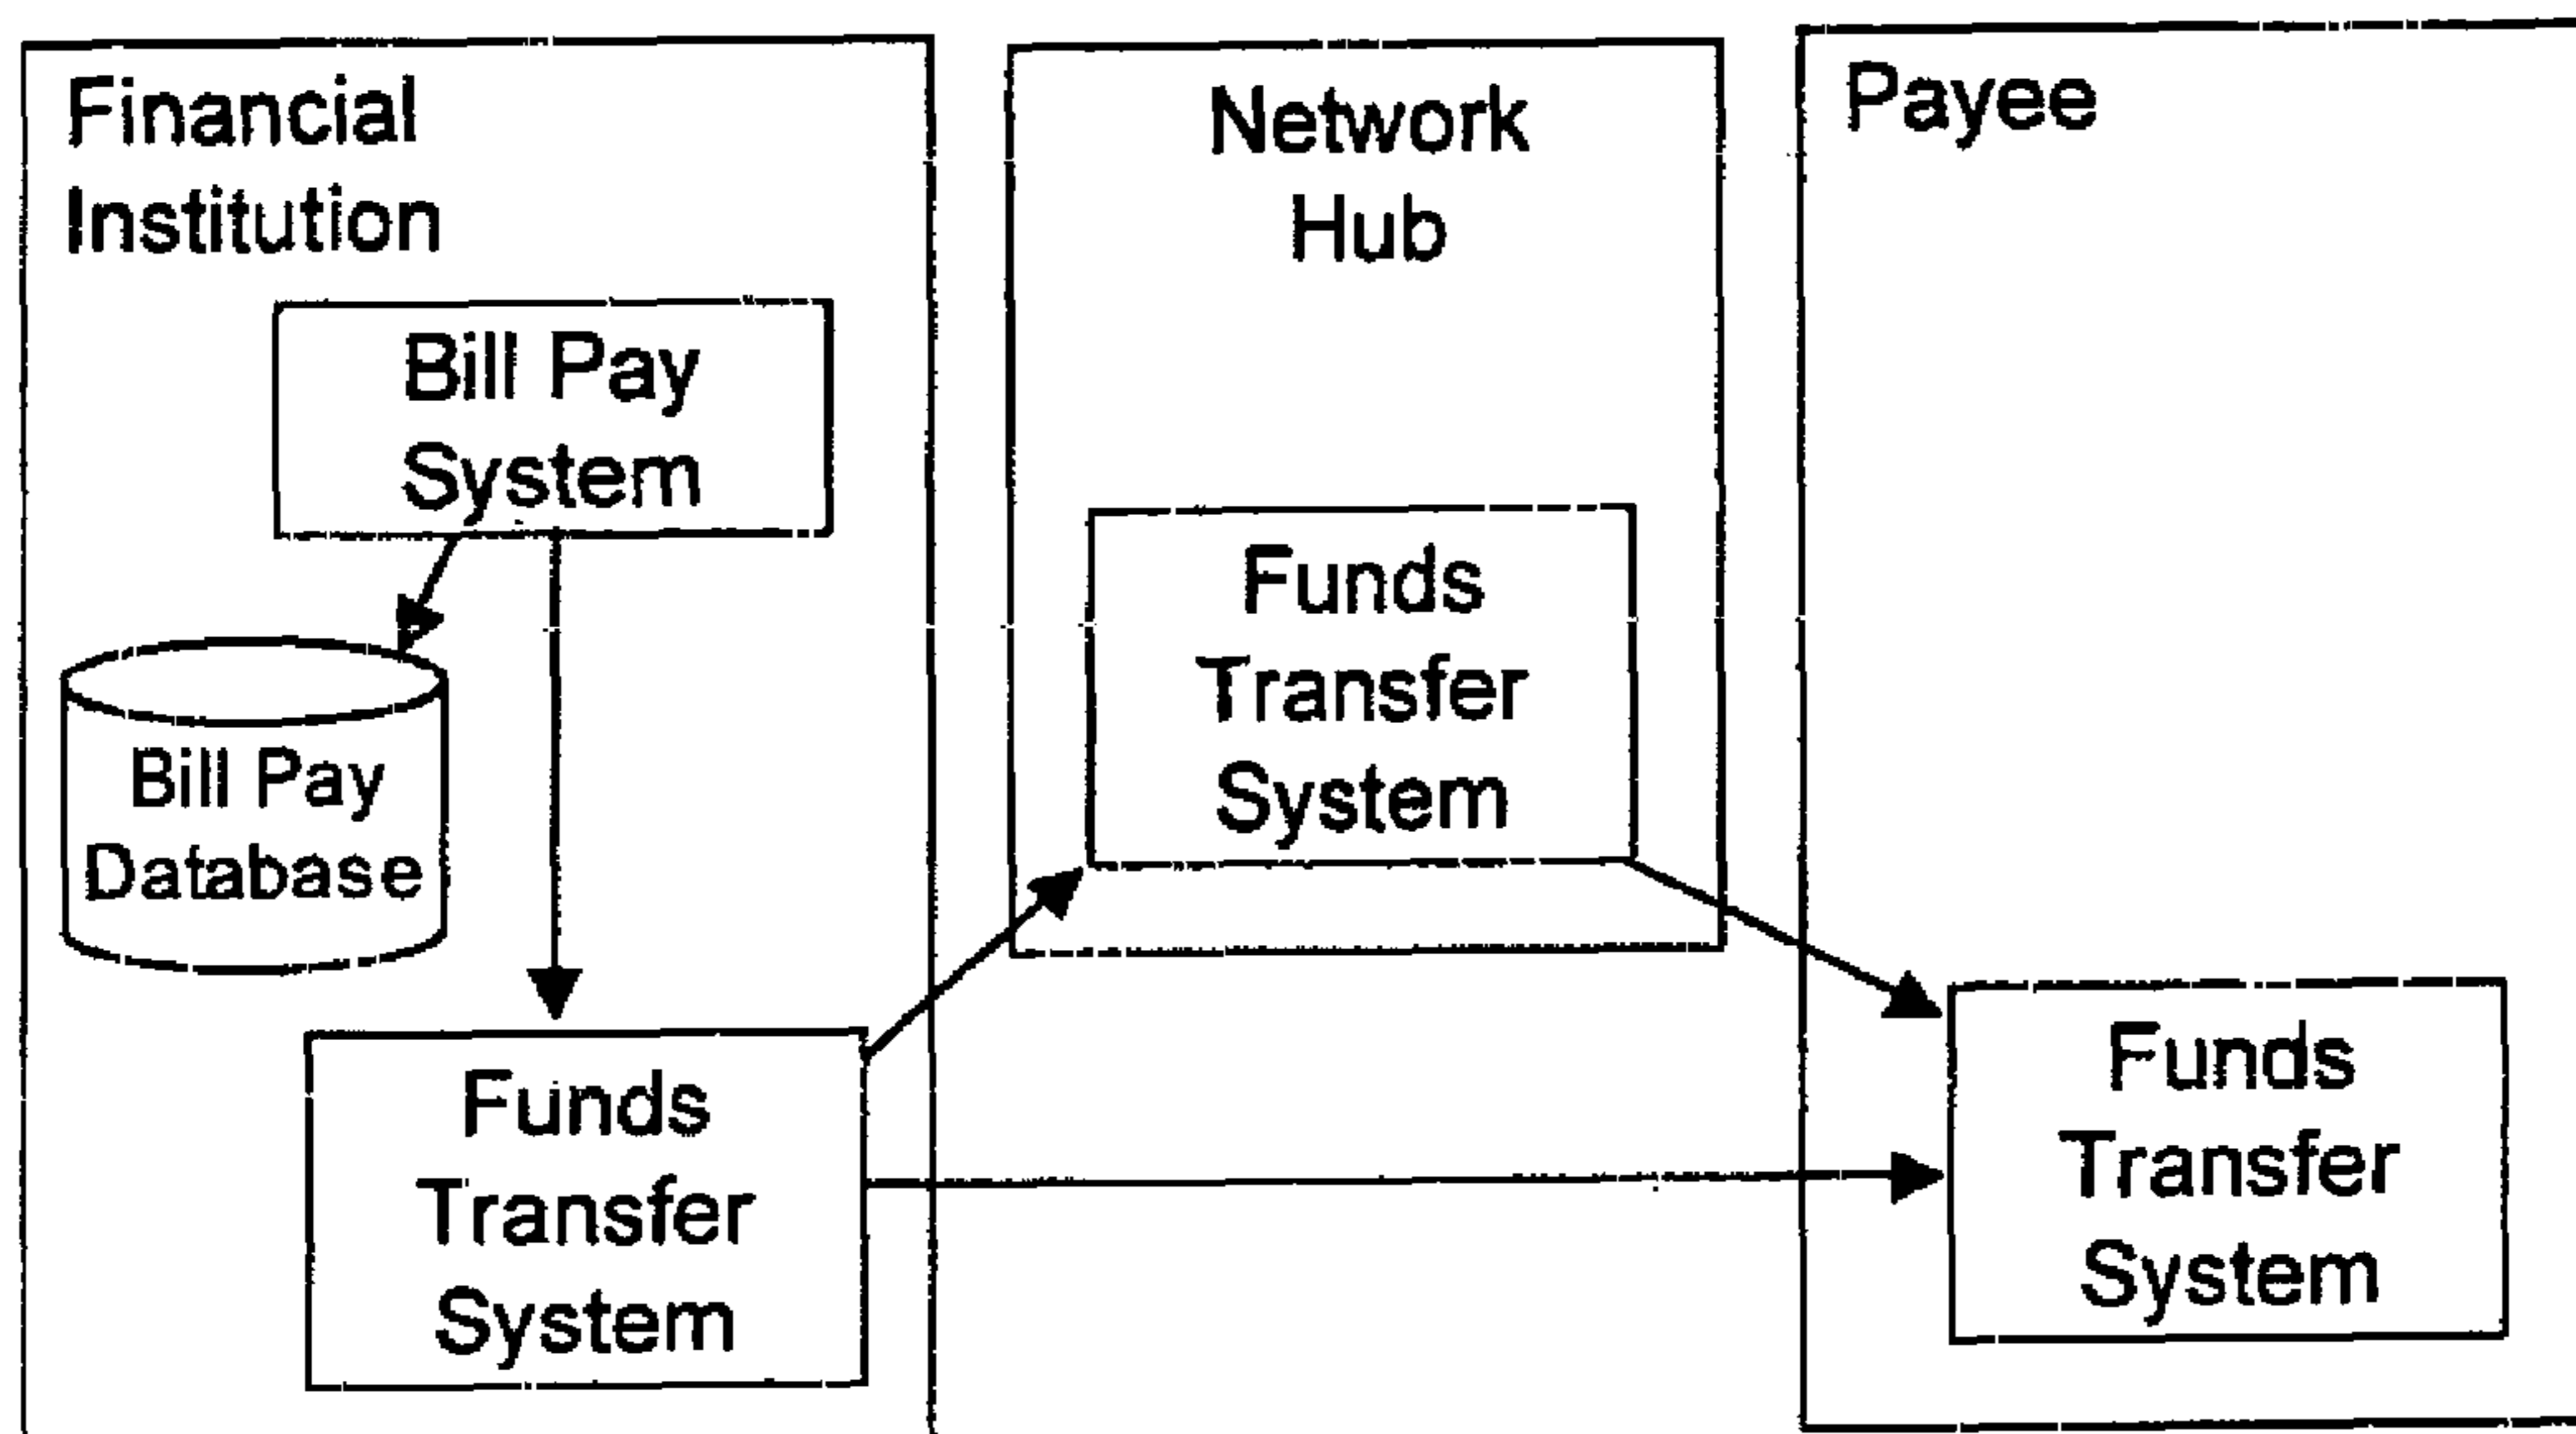 Financial
Institution
Bill Pay
System
Bill Pay
Database
Funds
Transfer
System
Network
Hub
Funds
Transfer
System
Payee
Funds
Transfer
System